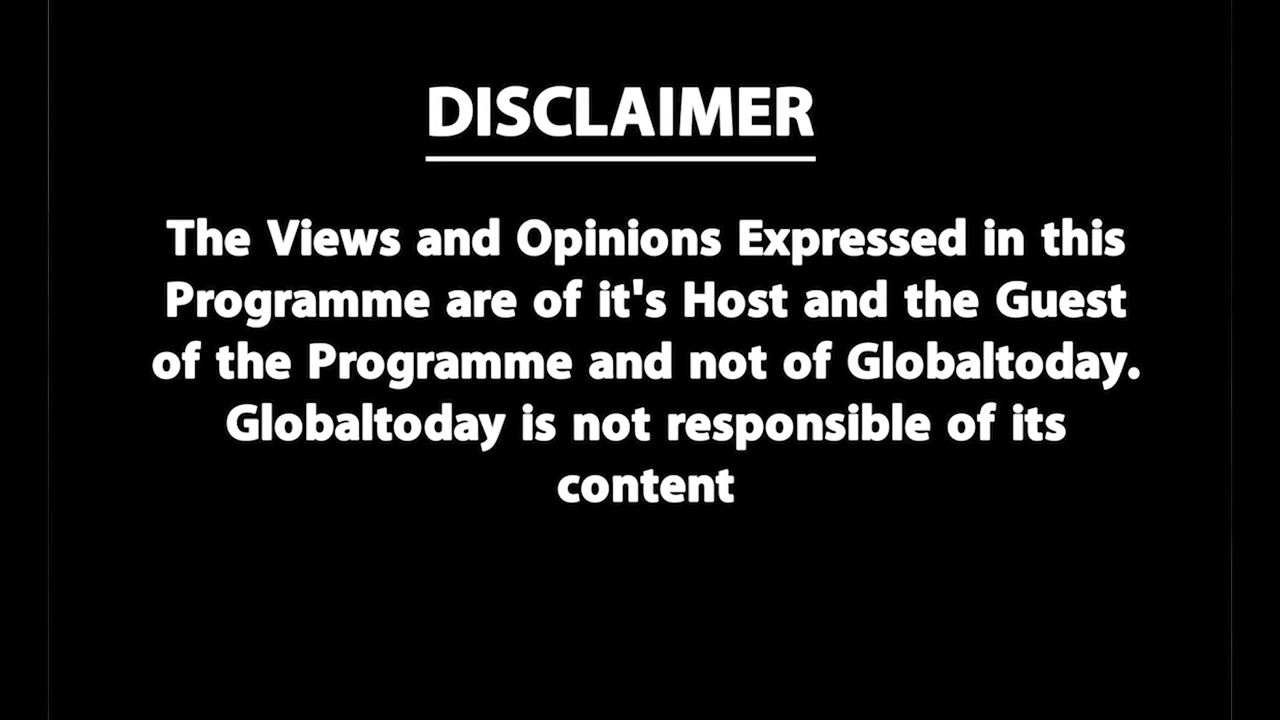 DISCLAIMER
The Views and Opinions Expressed in this
Programme are of it's Host and the Guest
of the Programme and not of Globaltoday.
Globaltoday is not responsible of its
content